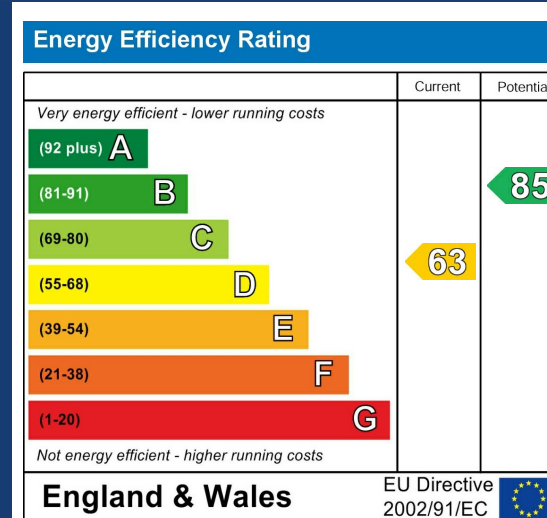 Energy Efficiency Rating
Current Potentia
Very energy efficient - lower running costs
(92 plus) A
(81-91) B
85
(69-80) C
63
(55-68) D
(39-54) E
(21-38) F
(1-20) G
Not energy efficient - higher running costs
England & Wales
EU Directive
2002/91/EC